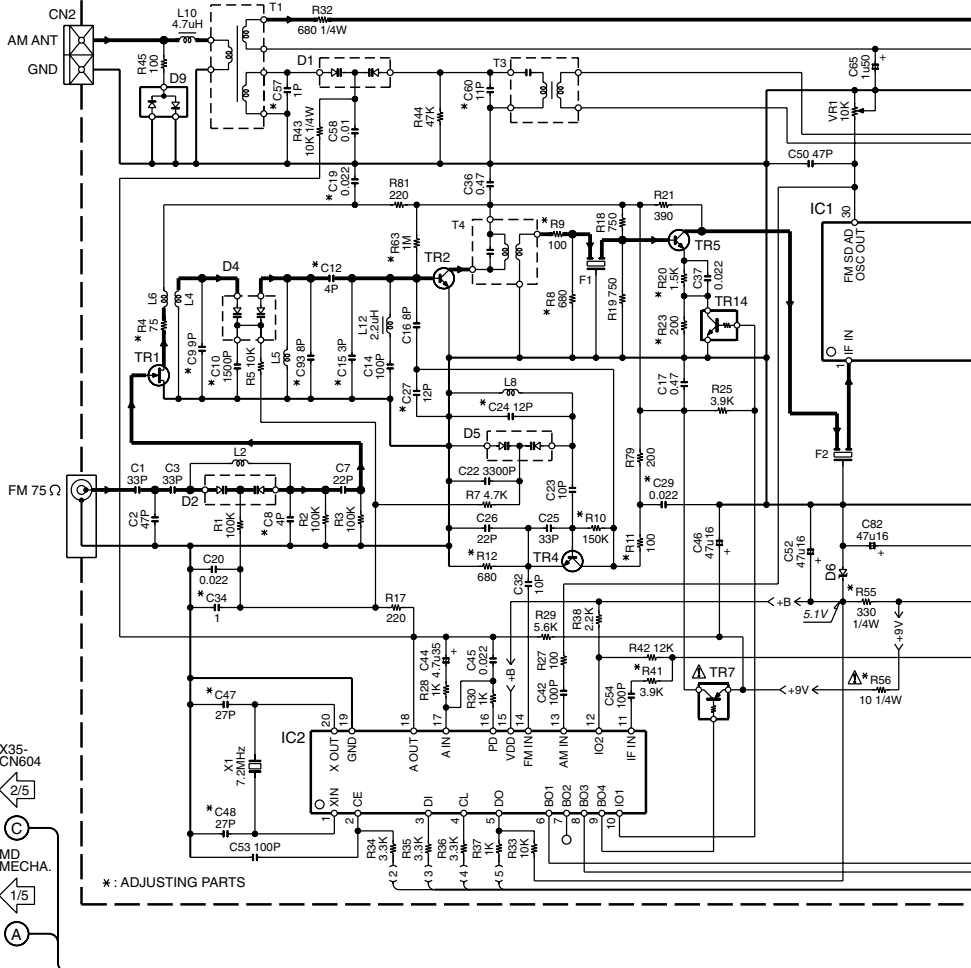 CN2
L10
4.7uH
T1
R32
680 1/4W
AM ANT
GND
R45
100
D9
* C57
1P
D1
R43
10K 1/4W
C58
0.01
R44
47K
* C60
11P
T3
C65
1u50
+
VR1
10K
C50 47P
* C19
0.022
R81
220
C36
0.47
R21
390
IC1
30
FM SD AD
OSC OUT
IF IN
1
* R63
1M
T4
* R9
100
R18
750
TR5
F1
* R22
1.5K
C37
0.022
D4
* C12
4P
TR2
L6
L4
* R4
75
TR1
* C9 9P
* C10
1500P
R5 10K
L5
* C93 8P
* C15 3P
L12
2.2uH
C14
100P
C16 8P
* C27
12P
* R8
680
R19 750
* R23
200
TR14
C17
0.47
R25
3.9K
L8
* C24 12P
D5
F2
FM 75 Ω
C1
33P
C3
33P
L2
C7
22P
D2
C2
47P
R1
100K
* C8
4P
R2
100K
R3
100K
C22 3300P
R7 4.7K
C23
10P
R79
200
* C29
0.022
C26
22P
C25
33P
* R10
150K
* R12
680
TR4
* R11
100
C46
47u16
+
C52
47u16
+
C82
47u16
+
D6
C20
0.022
* C34
1
R17
220
C32
10P
R38
2.2K
+B
5.1V
* R55
330
1/4W
+9V
R29
5.6K
C44
4.7u35
+
C45
0.022
+B
R28
1K
R30
1K
R27
100
C42
100P
C54
100P
R42 12K
* R41
3.9K
TR7
+9V
* R56
10 1/4W
* C47
27P
X1
7.2MHz
* C48
27P
C53 100P
IC2
20 19 18 17 16 15 14 13 12 11
X OUT
GND
A OUT
A IN
PD
VDD
FM IN
AM IN
IO2
IF IN
XIN
CE
DI
CL
DO
BO1
BO2
BO3
BO4
IO1
1 2 3 4 5 6 7 8 9 10
R34
3.3K
R35
3.3K
R36
3.3K
R37
1K
R33
10K
2 3 4 5
X35-
CN604
2/5
C
MD
MECHA.
1/5
A
* : ADJUSTING PARTS